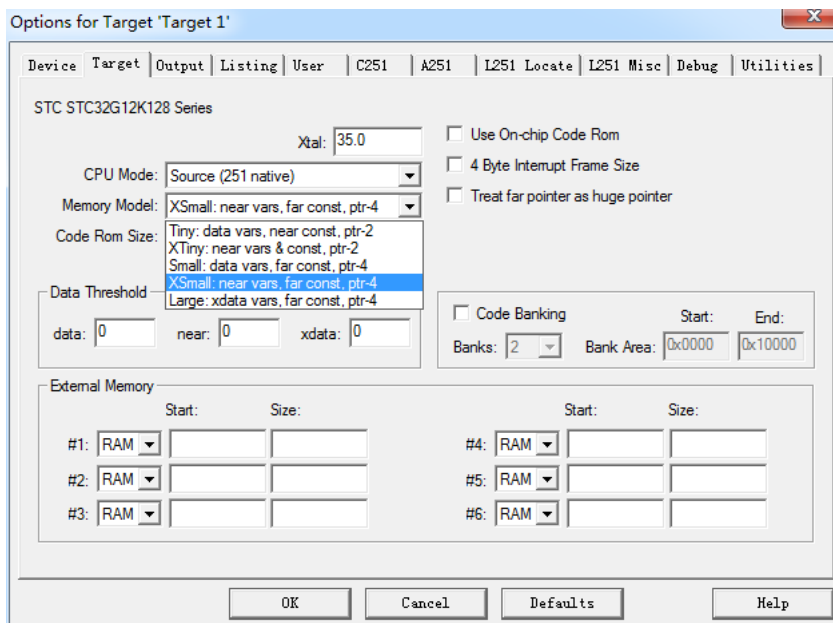 Options for Target 'Target 1'
Device Target Output Listing User C251 A251 L251 Locate L251 Misc Debug Utilities
STC STC32G12K128 Series
Xtal: 35.0
Use On-chip Code Rom
CPU Mode: Source (251 native)
4 Byte Interrupt Frame Size
Memory Model: XSmall: near vars, far const, ptr-4
Treat far pointer as huge pointer
Code Rom Size:
Tiny: data vars, near const, ptr-2
XTiny: near vars & const, ptr-2
Small: data vars, far const, ptr-4
XSmall: near vars, far const, ptr-4
Large: xdata vars, far const, ptr-4
Data Threshold
data: 0 near: 0 xdata: 0
Code Banking Start: End:
Banks: 2 Bank Area: 0x0000 0x10000
External Memory
Start: Size: Start: Size:
#1: RAM #4: RAM
#2: RAM #5: RAM
#3: RAM #6: RAM
OK Cancel Defaults Help